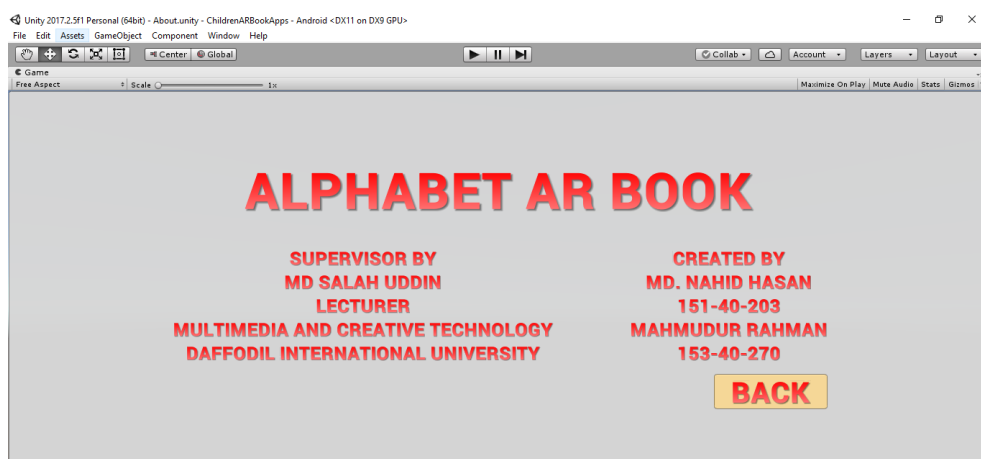 Unity 2017.2.5f1 Personal (64bit) - About.unity - ChildrenARBookApps - Android <DX11 on DX9 GPU>
File Edit Assets GameObject Component Window Help
Center Global Collab Account Layers Layout
Game
Free Aspect Scale 1x Maximize On Play Mute Audio Stats Gizmos
ALPHABET AR BOOK
SUPERVISOR BY
MD SALAH UDDIN
LECTURER
MULTIMEDIA AND CREATIVE TECHNOLOGY
DAFFODIL INTERNATIONAL UNIVERSITY
CREATED BY
MD. NAHID HASAN
151-40-203
MAHMUDUR RAHMAN
153-40-270
BACK